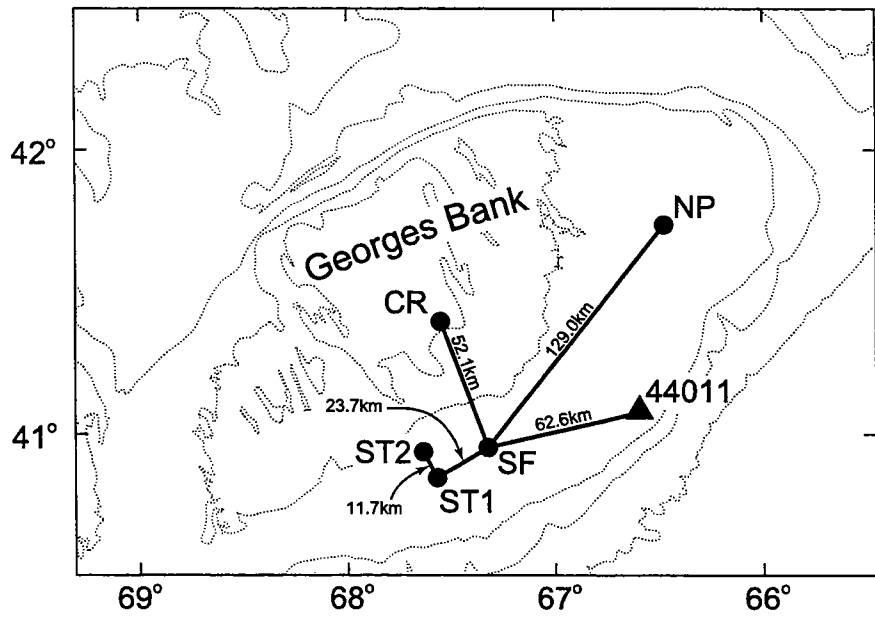 42°
Georges Bank
NP
CR
52.1km
129.0km
44011
23.7km
62.6km
41°
ST2
SF
ST1
11.7km
69°
68°
67°
66°